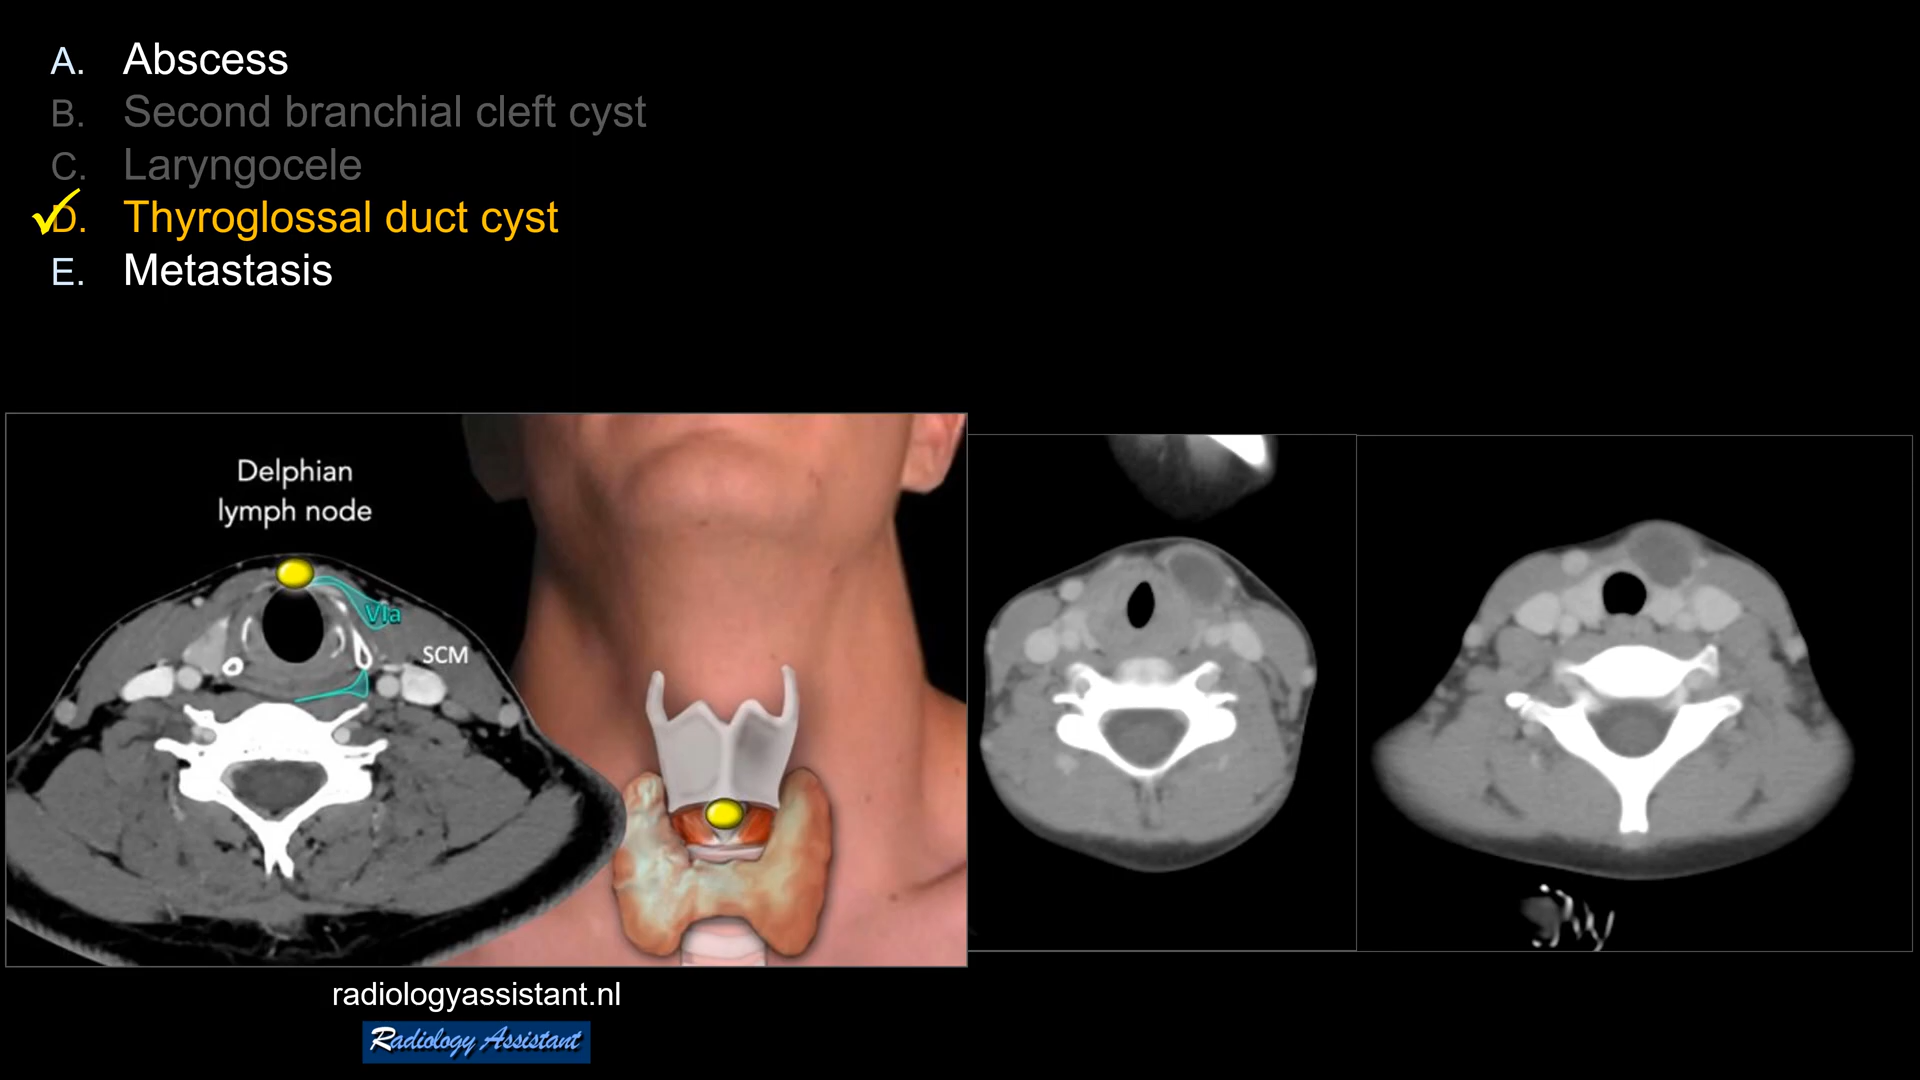 A. Abscess
B. Second branchial cleft cyst
C. Laryngocele
D. Thyroglossal duct cyst
E. Metastasis
Delphian
lymph node
VIa
SCM
radiologyassistant.nl
Radiology Assistant